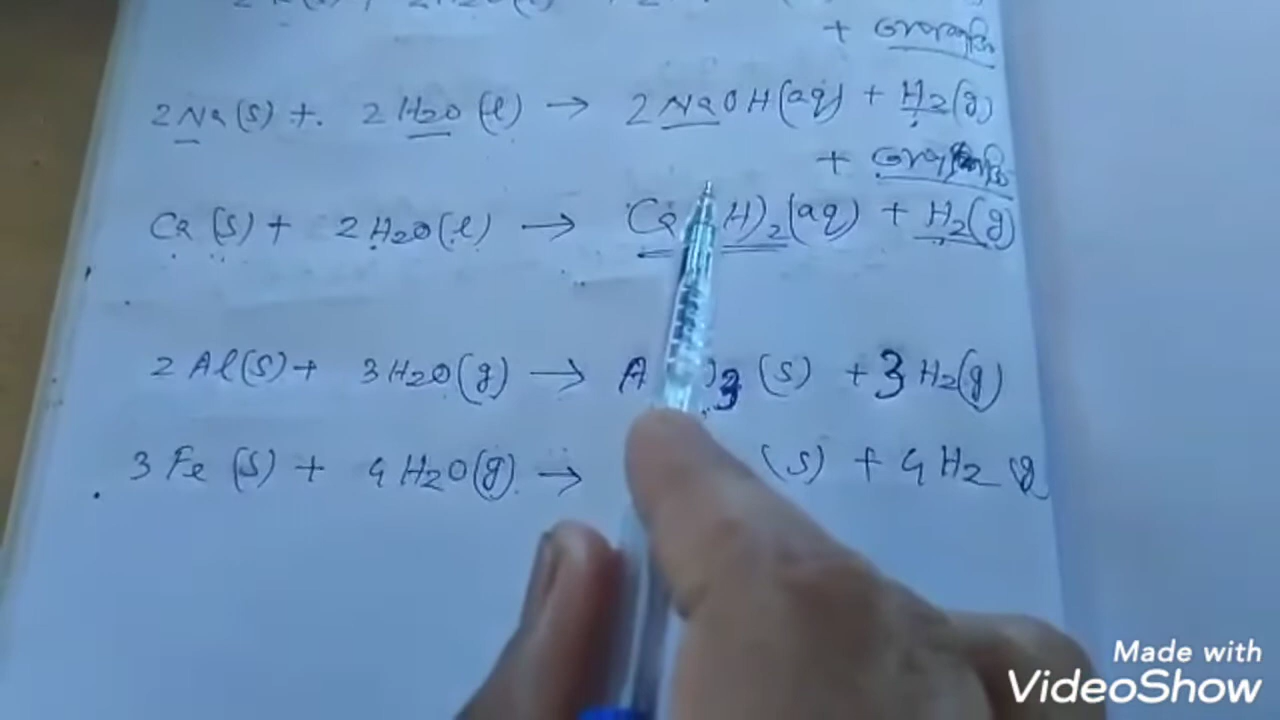 + তাপশক্তি
2Na(s) + 2H2O(l) → 2NaOH(aq) + H2(g)
+ তাপশক্তি
Ca(s) + 2H2O(l) → Ca H)2(aq) + H2(g)
2Al(s) + 3H2O(g) → A )3 (s) + 3H2(g)
3Fe(s) + 4H2O(g) → (s) + 4H2 g
Made with
VideoShow